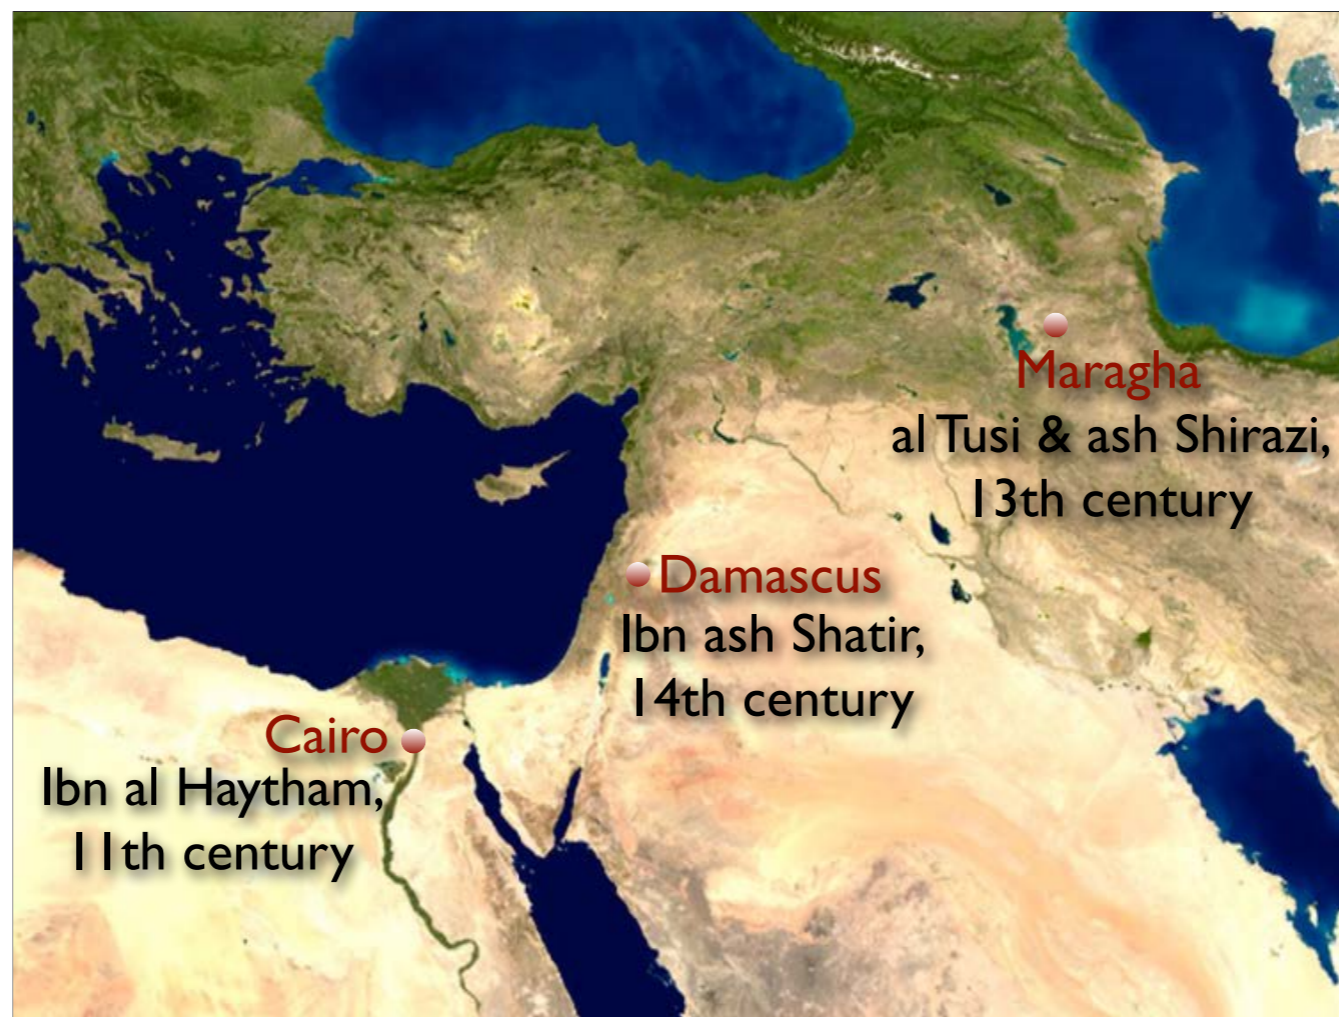 Maragha
al Tusi & ash Shirazi,
13th century
Damascus
Ibn ash Shatir,
14th century
Cairo
Ibn al Haytham,
11th century